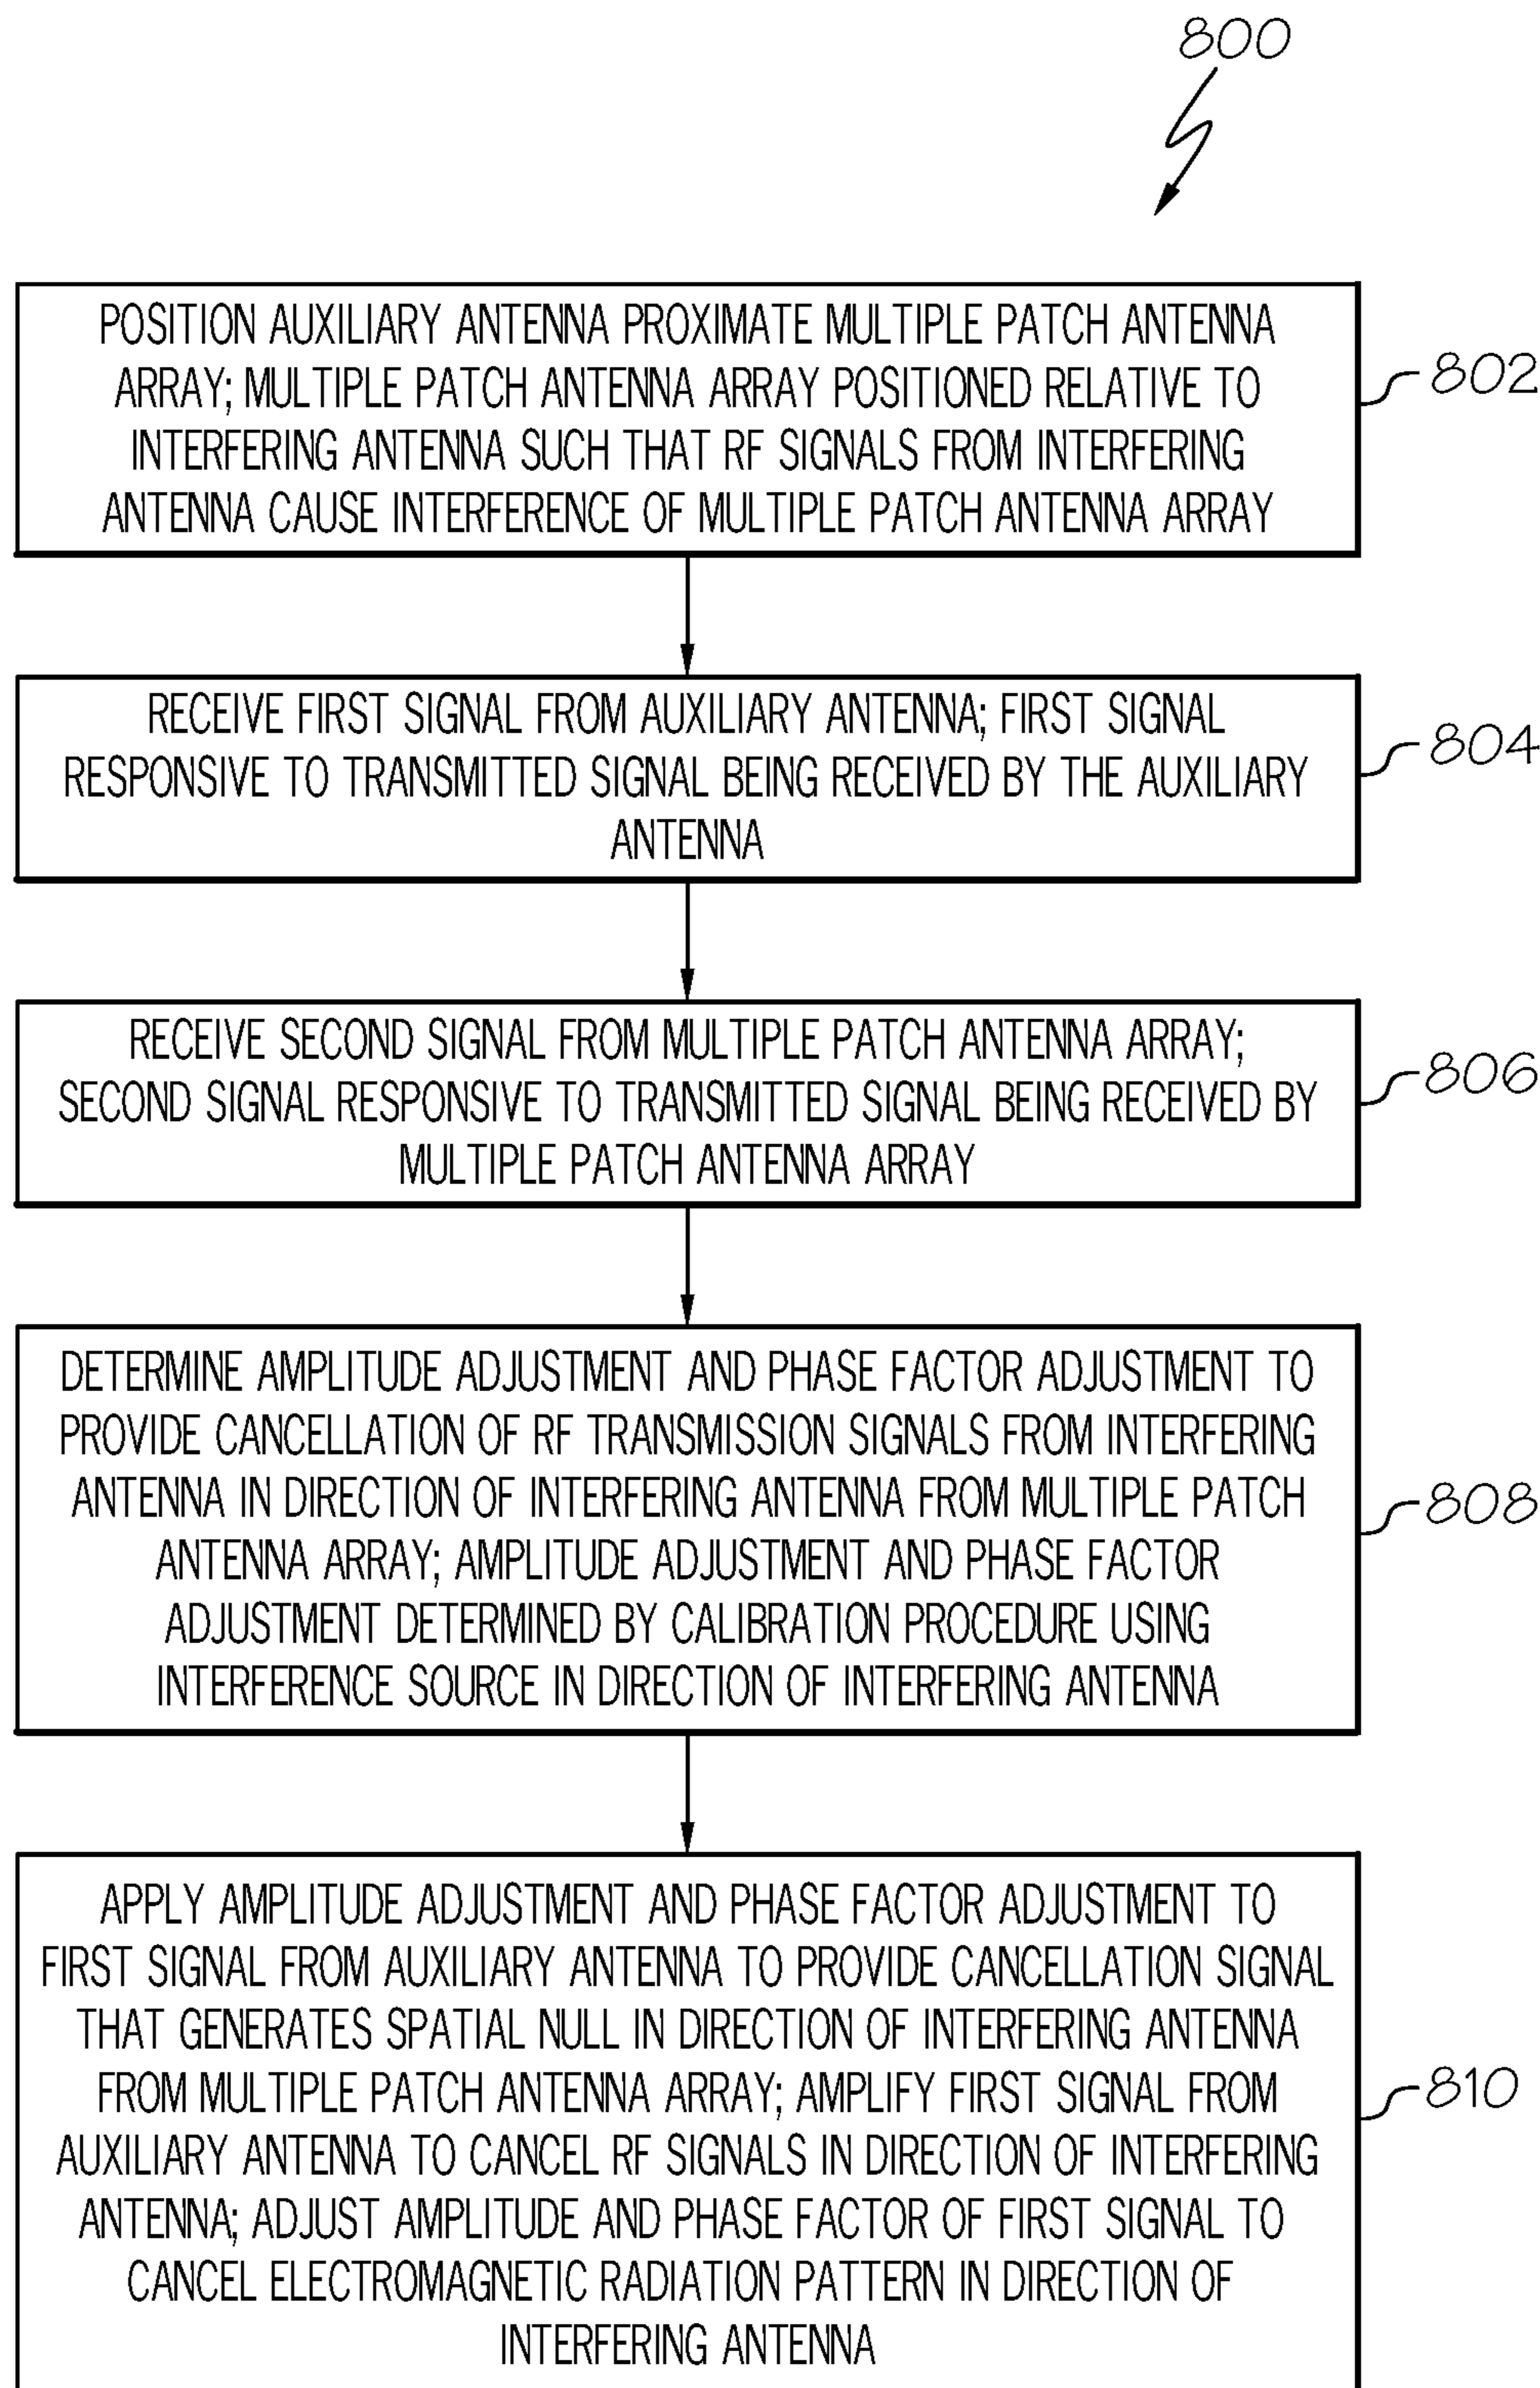 800
POSITION AUXILIARY ANTENNA PROXIMATE MULTIPLE PATCH ANTENNA
ARRAY; MULTIPLE PATCH ANTENNA ARRAY POSITIONED RELATIVE TO
INTERFERING ANTENNA SUCH THAT RF SIGNALS FROM INTERFERING
ANTENNA CAUSE INTERFERENCE OF MULTIPLE PATCH ANTENNA ARRAY
802
RECEIVE FIRST SIGNAL FROM AUXILIARY ANTENNA; FIRST SIGNAL
RESPONSIVE TO TRANSMITTED SIGNAL BEING RECEIVED BY THE AUXILIARY
ANTENNA
804
RECEIVE SECOND SIGNAL FROM MULTIPLE PATCH ANTENNA ARRAY;
SECOND SIGNAL RESPONSIVE TO TRANSMITTED SIGNAL BEING RECEIVED BY
MULTIPLE PATCH ANTENNA ARRAY
806
DETERMINE AMPLITUDE ADJUSTMENT AND PHASE FACTOR ADJUSTMENT TO
PROVIDE CANCELLATION OF RF TRANSMISSION SIGNALS FROM INTERFERING
ANTENNA IN DIRECTION OF INTERFERING ANTENNA FROM MULTIPLE PATCH
ANTENNA ARRAY; AMPLITUDE ADJUSTMENT AND PHASE FACTOR
ADJUSTMENT DETERMINED BY CALIBRATION PROCEDURE USING
INTERFERENCE SOURCE IN DIRECTION OF INTERFERING ANTENNA
808
APPLY AMPLITUDE ADJUSTMENT AND PHASE FACTOR ADJUSTMENT TO
FIRST SIGNAL FROM AUXILIARY ANTENNA TO PROVIDE CANCELLATION SIGNAL
THAT GENERATES SPATIAL NULL IN DIRECTION OF INTERFERING ANTENNA
FROM MULTIPLE PATCH ANTENNA ARRAY; AMPLIFY FIRST SIGNAL FROM
AUXILIARY ANTENNA TO CANCEL RF SIGNALS IN DIRECTION OF INTERFERING
ANTENNA; ADJUST AMPLITUDE AND PHASE FACTOR OF FIRST SIGNAL TO
CANCEL ELECTROMAGNETIC RADIATION PATTERN IN DIRECTION OF
INTERFERING ANTENNA
810